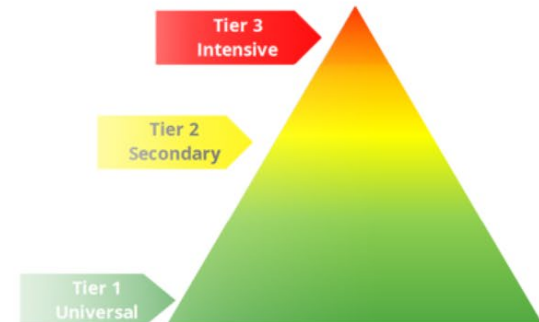 Tier 3
Intensive
Tier 2
Secondary
Tier 1
Universal